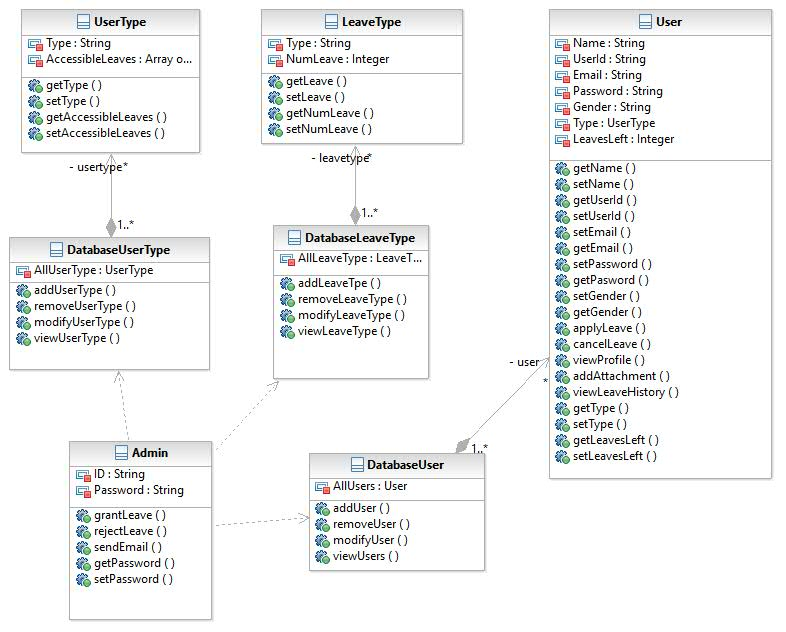 UserType
Type : String
AccessibleLeaves : Array o...
getType ( )
setType ( )
getAccessibleLeaves ( )
setAccessibleLeaves ( )
- usertype*
1..*
DatabaseUserType
AllUserType : UserType
addUserType ( )
removeUserType ( )
modifyUserType ( )
viewUserType ( )
LeaveType
Type : String
NumLeave : Integer
getLeave ( )
setLeave ( )
getNumLeave ( )
setNumLeave ( )
- leavetype*
1..*
DatabaseLeaveType
AllLeaveType : LeaveT...
addLeaveTpe ( )
removeLeaveType ( )
modifyLeaveType ( )
viewLeaveType ( )
User
Name : String
UserId : String
Email : String
Password : String
Gender : String
Type : UserType
LeavesLeft : Integer
getName ( )
setName ( )
getUserId ( )
setUserId ( )
setEmail ( )
getEmail ( )
setPassword ( )
getPasword ( )
setGender ( )
getGender ( )
applyLeave ( )
cancelLeave ( )
viewProfile ( )
addAttachment ( )
viewLeaveHistory ( )
getType ( )
setType ( )
getLeavesLeft ( )
setLeavesLeft ( )
- user
*
1..*
Admin
ID : String
Password : String
grantLeave ( )
rejectLeave ( )
sendEmail ( )
getPassword ( )
setPassword ( )
DatabaseUser
AllUsers : User
addUser ( )
removeUser ( )
modifyUser ( )
viewUsers ( )